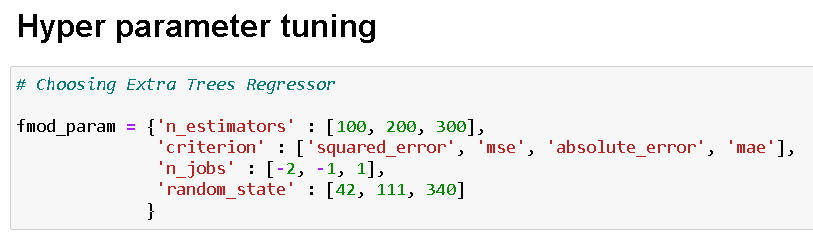 Hyper parameter tuning
# Choosing Extra Trees Regressor
fmod_param = {'n_estimators' : [100, 200, 300],
'criterion' : ['squared_error', 'mse', 'absolute_error', 'mae'],
'n_jobs' : [-2, -1, 1],
'random_state' : [42, 111, 340]
}